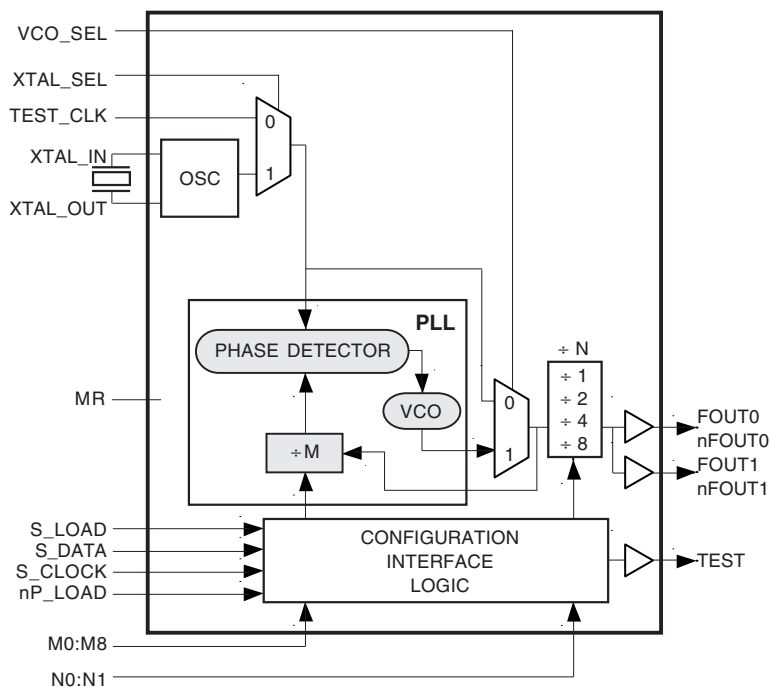 VCO_SEL
XTAL_SEL
TEST_CLK
0
XTAL_IN
OSC
1
XTAL_OUT
PLL
PHASE DETECTOR
÷ N
÷ 1
÷ 2
÷ 4
÷ 8
MR
VCO
0
1
FOUT0
nFOUT0
FOUT1
nFOUT1
÷M
S_LOAD
S_DATA
S_CLOCK
nP_LOAD
CONFIGURATION
INTERFACE
LOGIC
TEST
M0:M8
N0:N1